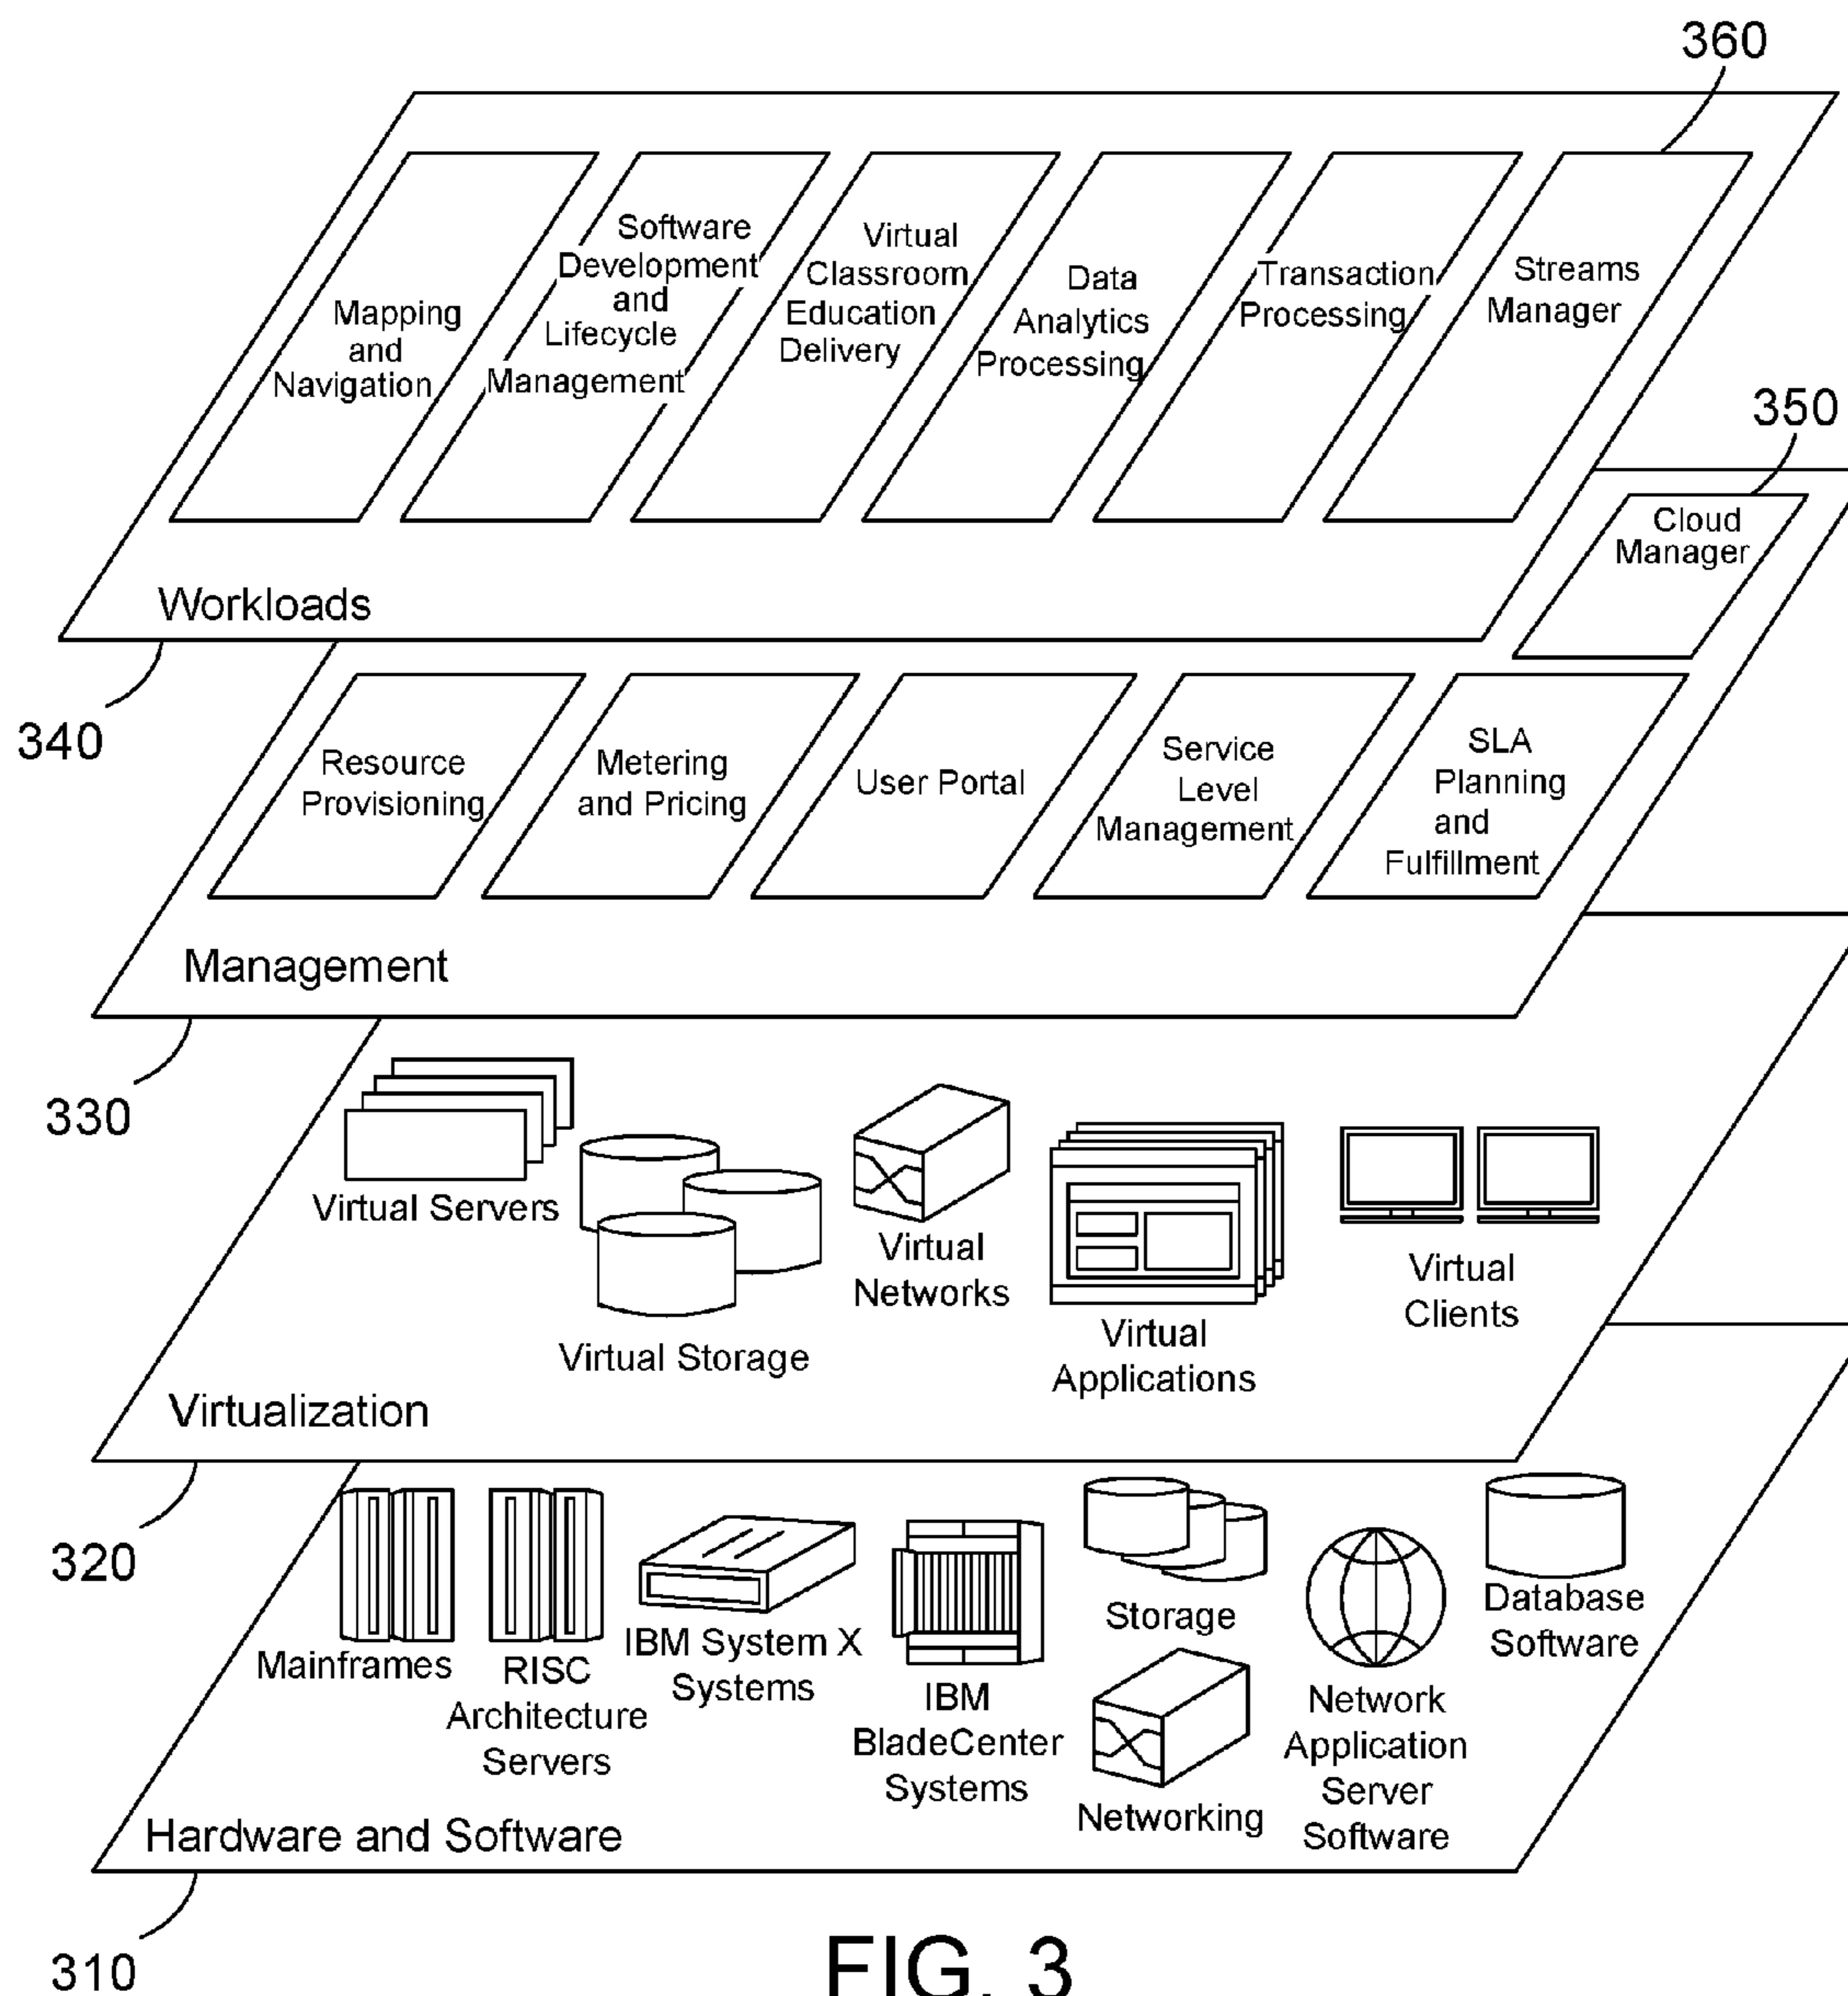 360
Mapping
and
Navigation
Software
Development
and
Lifecycle
Management
Virtual
Classroom
Education
Delivery
Data
Analytics
Processing
Transaction
Processing
Streams
Manager
Workloads
340
350
Cloud
Manager
Resource
Provisioning
Metering
and Pricing
User Portal
Service
Level
Management
SLA
Planning
and
Fulfillment
Management
330
Virtual Servers
Virtual Storage
Virtual
Networks
Virtual
Applications
Virtual
Clients
Virtualization
320
Mainframes
RISC
Architecture
Servers
IBM System X
Systems
IBM
BladeCenter
Systems
Storage
Networking
Network
Application
Server
Software
Database
Software
Hardware and Software
310
FIG. 3